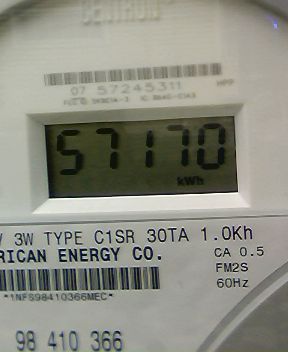 CENTRON
07 57245311
57170
kWh
3W TYPE C1SR 30TA 1.0Kh
RICAN ENERGY CO.
CA 0.5
FM2S
60Hz
*1NFS98410366MEC*
98 410 366